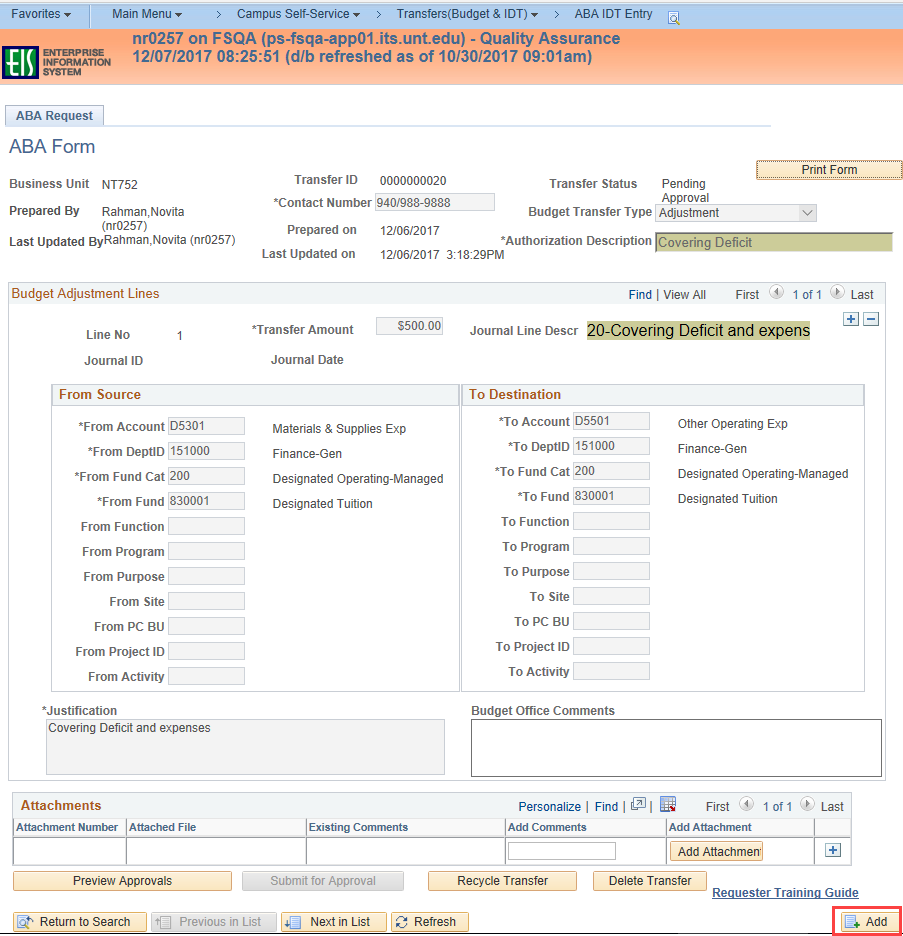 Favorites Main Menu > Campus Self-Service > Transfers(Budget & IDT) > ABA IDT Entry
nr0257 on FSQA (ps-fsqa-app01.its.unt.edu) - Quality Assurance
12/07/2017 08:25:51 (d/b refreshed as of 10/30/2017 09:01am)
EIS ENTERPRISE
INFORMATION
SYSTEM
ABA Request
ABA Form
Print Form
Business Unit NT752 Transfer ID 0000000020 Transfer Status Pending
Approval
Prepared By Rahman,Novita
(nr0257) *Contact Number 940/988-9888 Budget Transfer Type Adjustment
Last Updated By Rahman,Novita (nr0257) Prepared on 12/06/2017 *Authorization Description Covering Deficit
Last Updated on 12/06/2017 3:18:29PM
Budget Adjustment Lines Find | View All First 1 of 1 Last
Line No 1 *Transfer Amount $500.00 Journal Line Descr 20-Covering Deficit and expens
Journal ID Journal Date
From Source
*From Account D5301 Materials & Supplies Exp
*From DeptID 151000 Finance-Gen
*From Fund Cat 200 Designated Operating-Managed
*From Fund 830001 Designated Tuition
From Function
From Program
From Purpose
From Site
From PC BU
From Project ID
From Activity
To Destination
*To Account D5501 Other Operating Exp
*To DeptID 151000 Finance-Gen
*To Fund Cat 200 Designated Operating-Managed
*To Fund 830001 Designated Tuition
To Function
To Program
To Purpose
To Site
To PC BU
To Project ID
To Activity
*Justification
Covering Deficit and expenses
Budget Office Comments
Attachments Personalize | Find | | First 1 of 1 Last
Attachment Number Attached File Existing Comments Add Comments Add Attachment
Add Attachment
Preview Approvals Submit for Approval Recycle Transfer Delete Transfer Requester Training Guide
Return to Search Previous in List Next in List Refresh Add